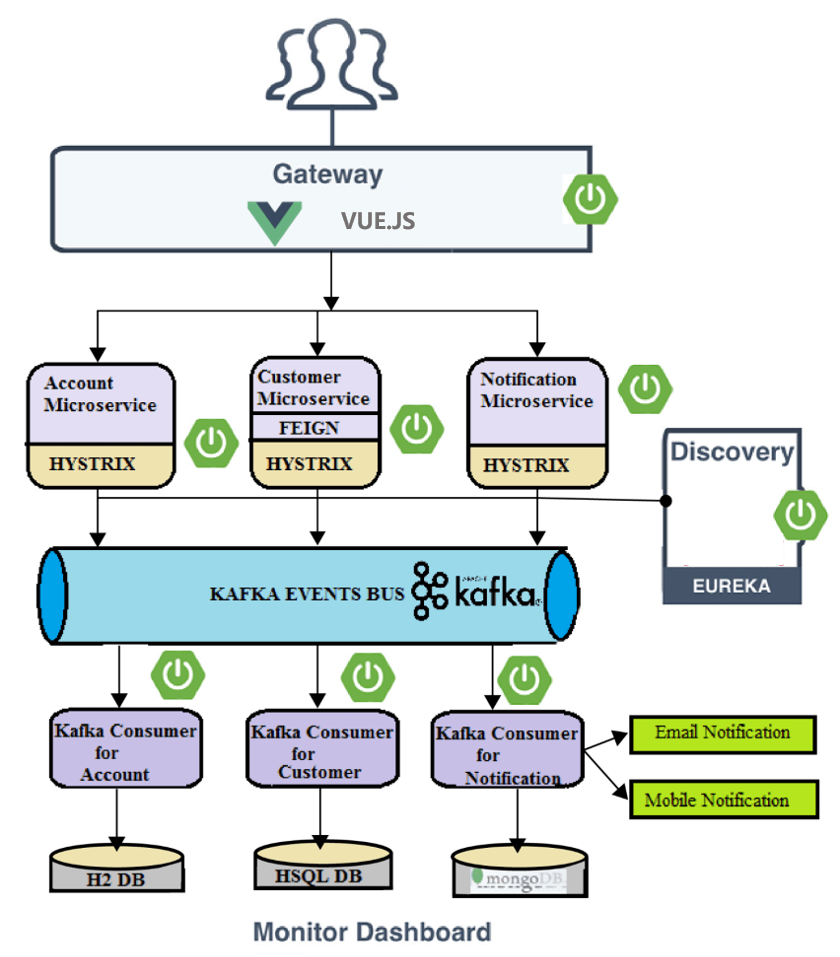 Gateway
VUE.JS
Account
Microservice
HYSTRIX
Customer
Microservice
FEIGN
HYSTRIX
Notification
Microservice
HYSTRIX
Discovery
EUREKA
KAFKA EVENTS BUS
APACHE
kafka
Kafka Consumer
for
Account
Kafka Consumer
for
Customer
Kafka Consumer
for
Notification
Email Notification
Mobile Notification
H2 DB
HSQL DB
mongoDB
Monitor Dashboard